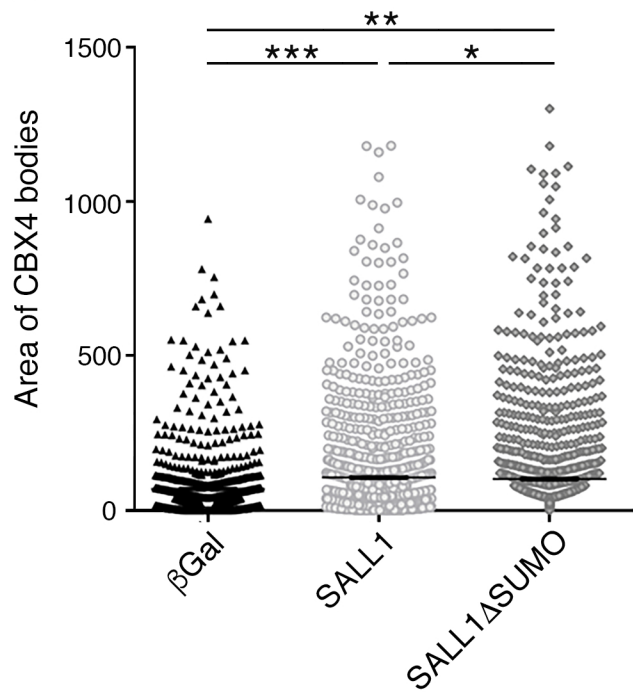 **
*** *
1500
1000
500
0
Area of CBX4 bodies
βGal
SALL1
SALL1ΔSUMO